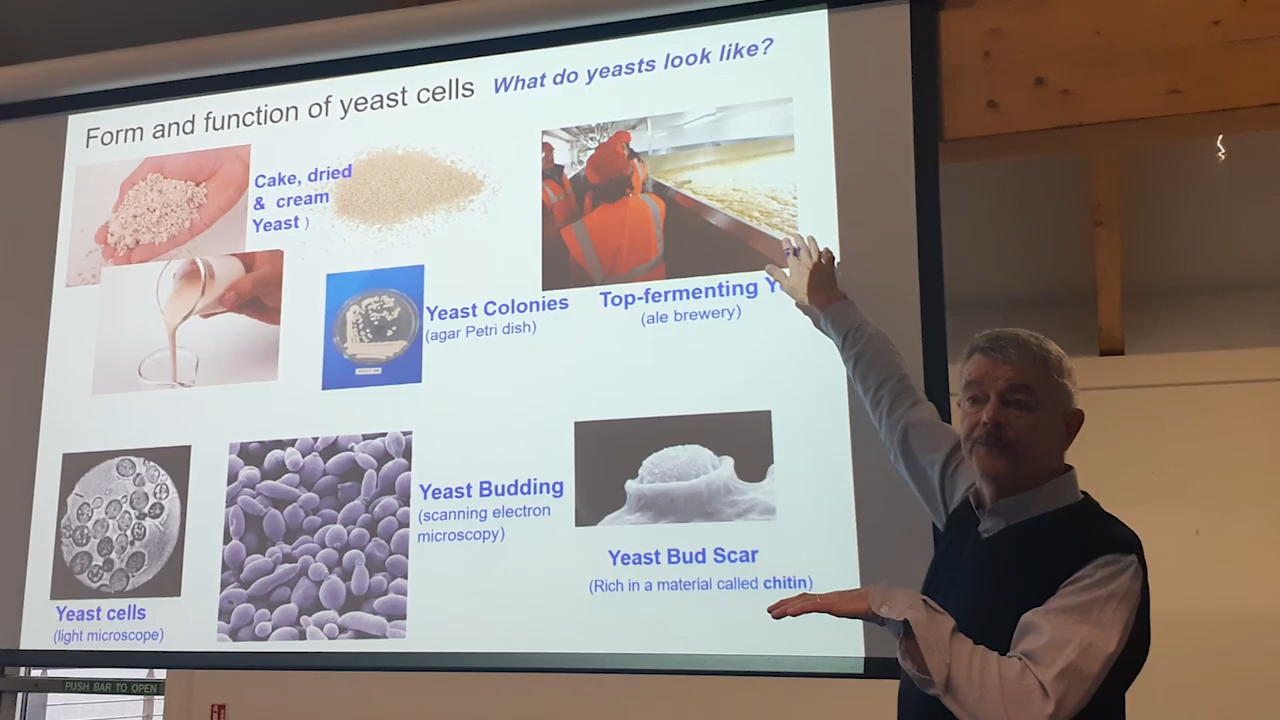 Form and function of yeast cells What do yeasts look like?
Cake, dried
& cream
Yeast )
Yeast Colonies
(agar Petri dish)
Top-fermenting
(ale brewery)
Yeast Budding
(scanning electron
microscopy)
Yeast Bud Scar
(Rich in a material called chitin)
Yeast cells
(light microscope)
PUSH BAR TO OPEN